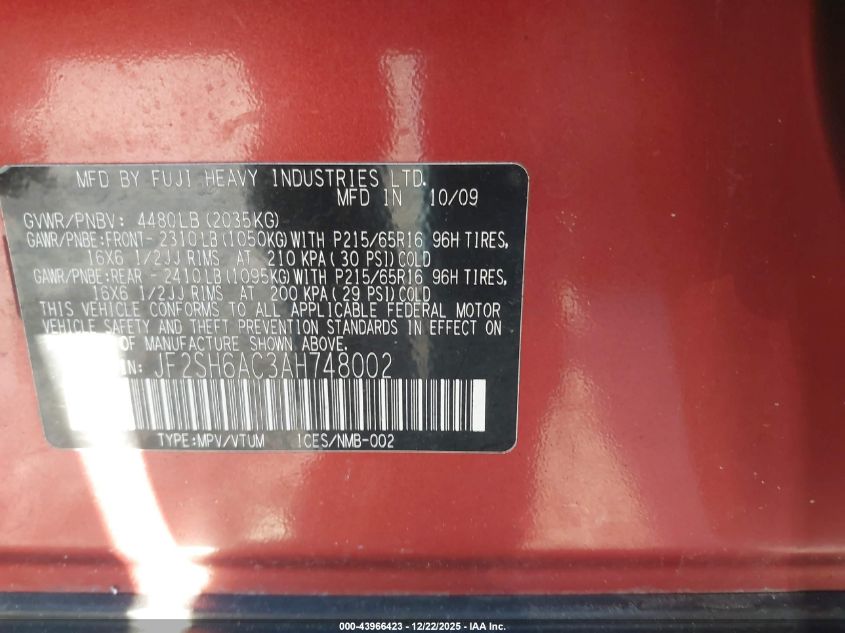 MFD BY FUJI HEAVY INDUSTRIES LTD.
MFD IN 10/09
GVWR/PNBV: 4480LB(2035KG)
GAWR/PNBE:FRONT- 2310LB(1050KG)WITH P215/65R16 96H TIRES,
16X6 1/2JJ RIMS AT 210 KPA( 30 PSI)COLD
GAWR/PNBE:REAR - 2410LB(1095KG)WITH P215/65R16 96H TIRES,
16X6 1/2JJ RIMS AT 200 KPA( 29 PSI)COLD
THIS VEHICLE CONFORMS TO ALL APPLICABLE FEDERAL MOTOR
VEHICLE SAFETY AND THEFT PREVENTION STANDARDS IN EFFECT ON
OF MANUFACTURE SHOWN ABOVE.
IN: JF2SH6AC3AH748002
TYPE:MPV/VTUM 1CES/NMB-002
000-43966423 - 12/22/2025 - IAA Inc.